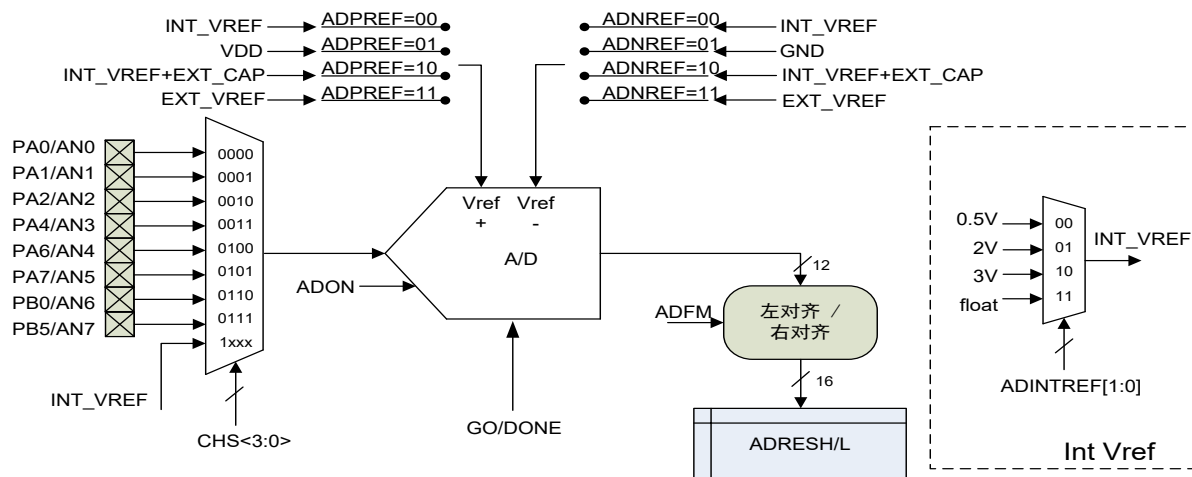 INT_VREF
ADPREF=00
ADNREF=00
INT_VREF
VDD
ADPREF=01
ADNREF=01
GND
INT_VREF+EXT_CAP
ADPREF=10
ADNREF=10
INT_VREF+EXT_CAP
EXT_VREF
ADPREF=11
ADNREF=11
EXT_VREF
PA0/AN0
PA1/AN1
PA2/AN2
PA4/AN3
PA6/AN4
PA7/AN5
PB0/AN6
PB5/AN7
INT_VREF
0000
0001
0010
0011
0100
0101
0110
0111
1xxx
CHS<3:0>
Vref
+
Vref
-
A/D
ADON
GO/DONE
12
ADFM
左对齐 /
右对齐
16
ADRESH/L
0.5V
2V
3V
float
00
01
10
11
INT_VREF
ADINTREF[1:0]
Int Vref